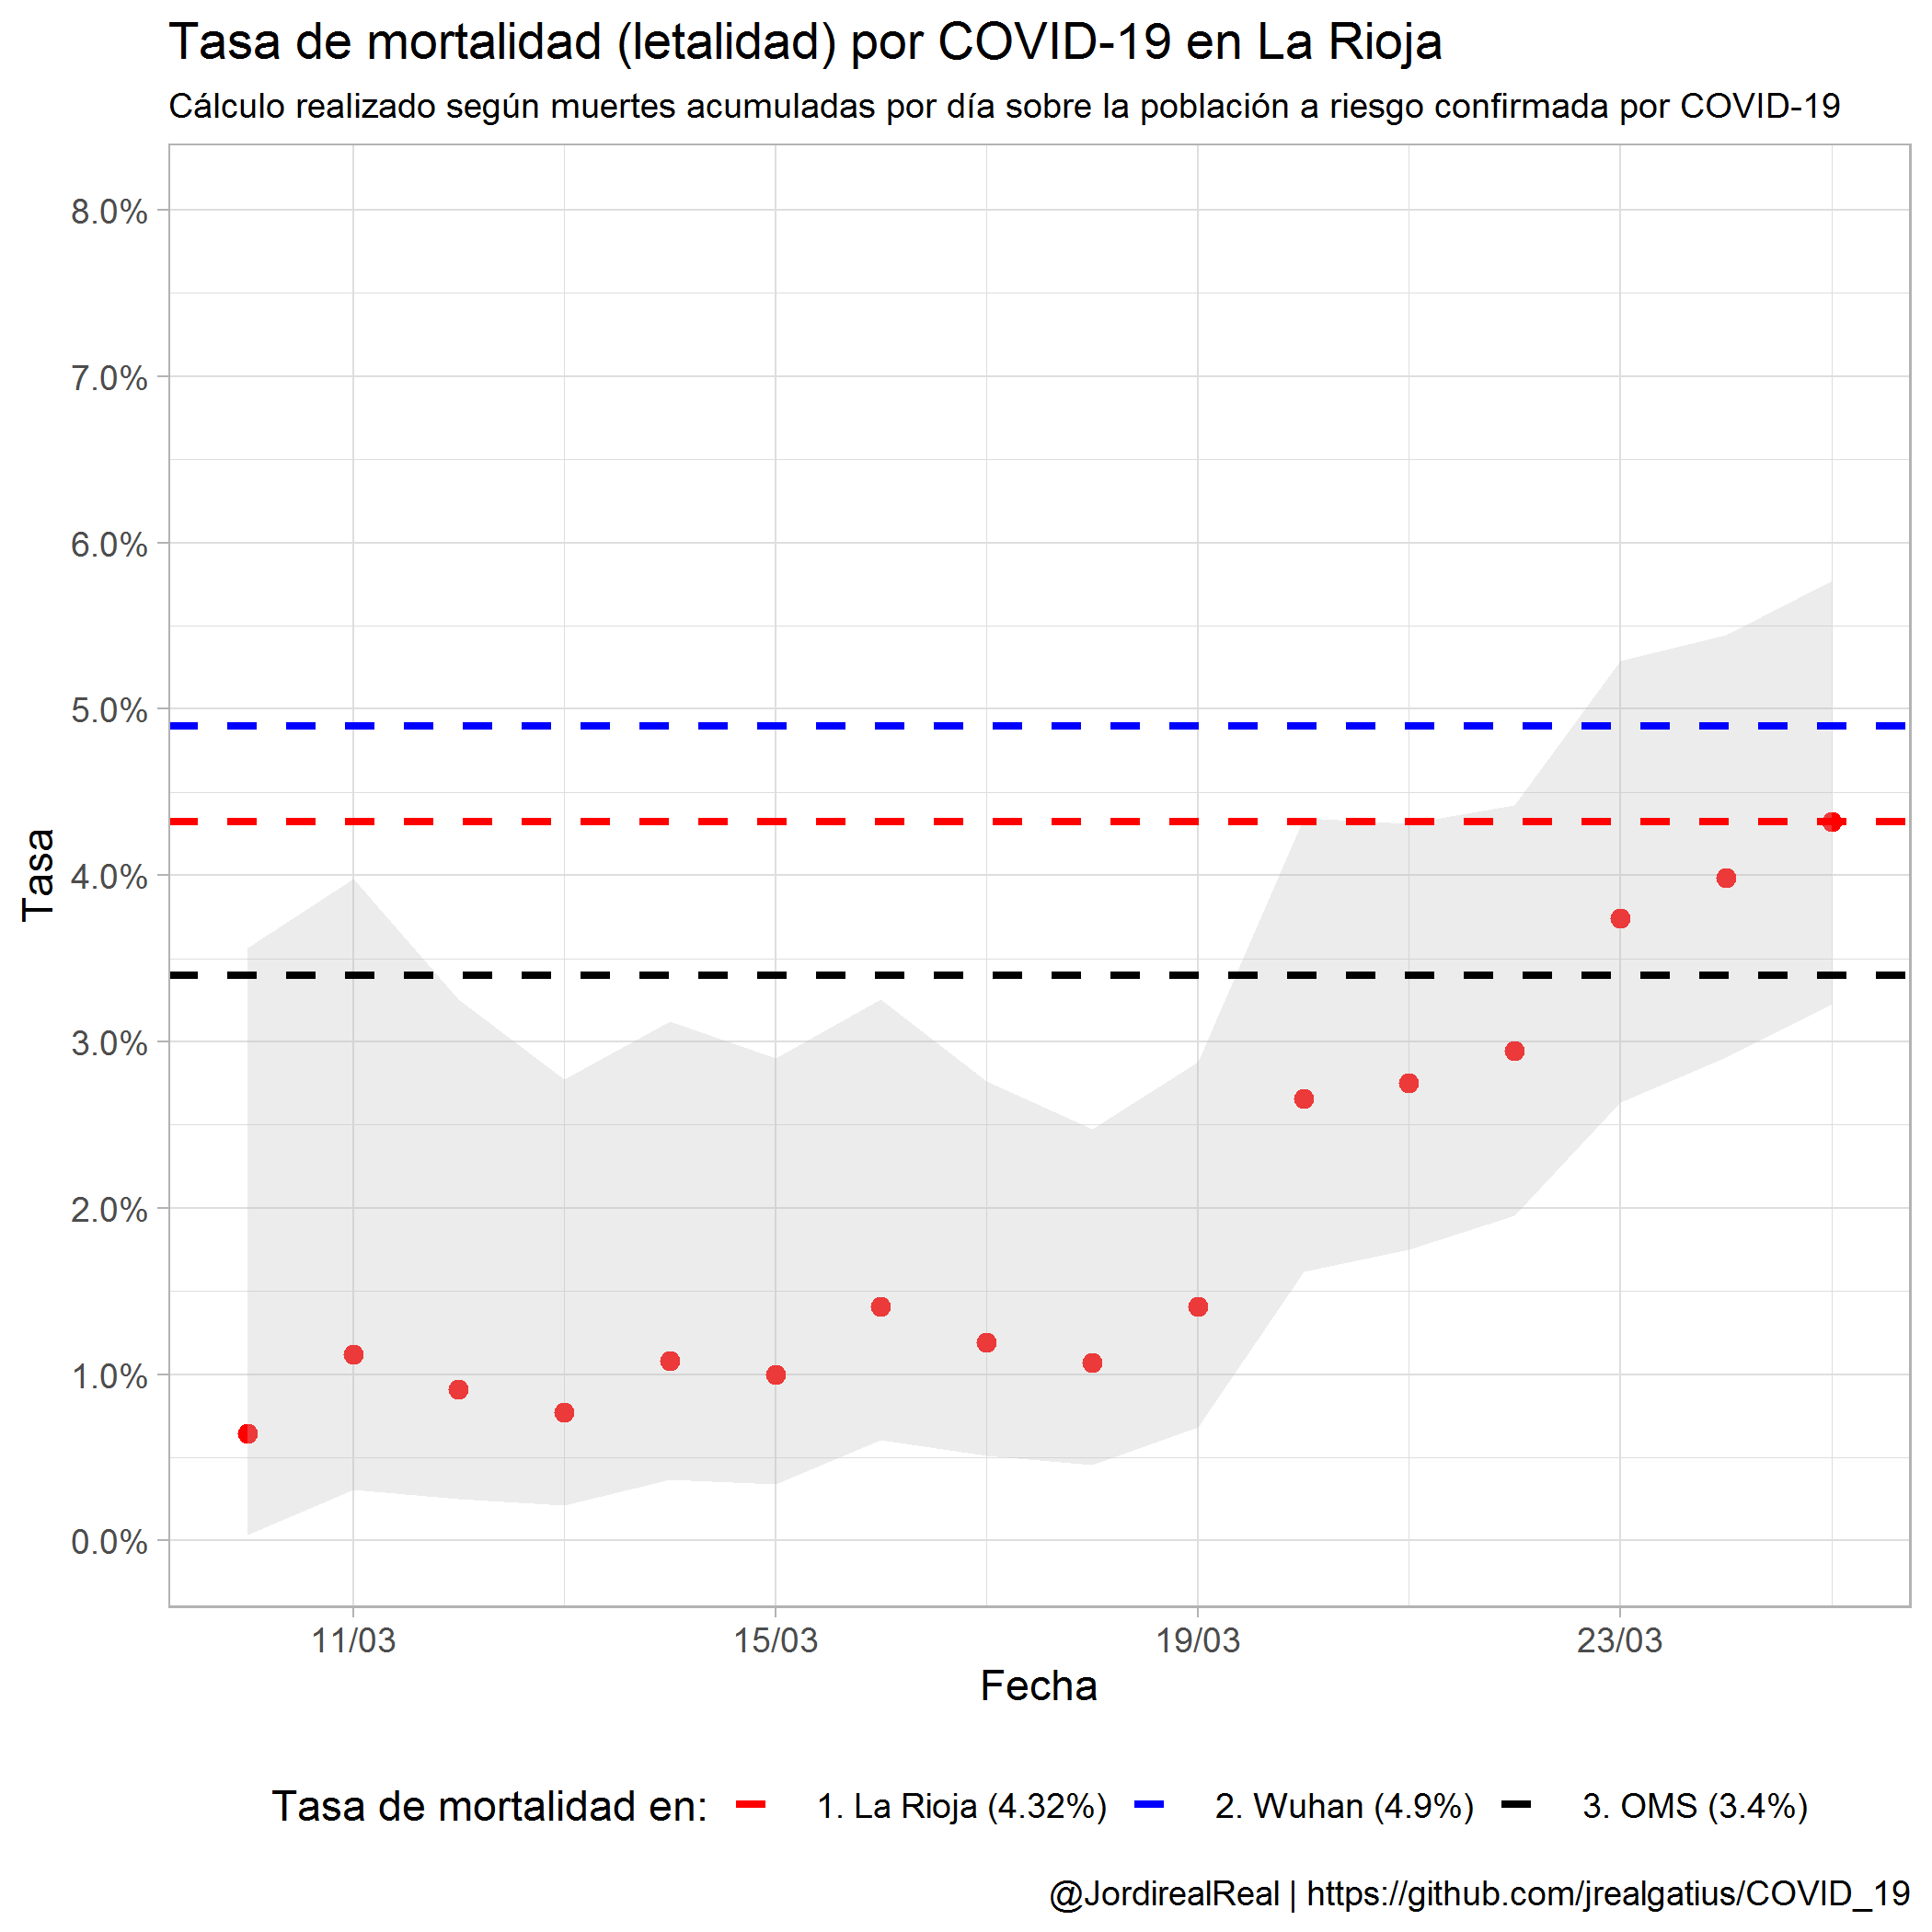 Tasa de mortalidad (letalidad) por COVID-19 en La Rioja
Cálculo realizado según muertes acumuladas por día sobre la población a riesgo confirmada por COVID-19
8.0%
7.0%
6.0%
5.0%
4.0%
3.0%
2.0%
1.0%
0.0%
Tasa
11/03 15/03 19/03 23/03
Fecha
Tasa de mortalidad en: 1. La Rioja (4.32%) 2. Wuhan (4.9%) 3. OMS (3.4%)
@JordirealReal | https://github.com/jrealgatius/COVID_19